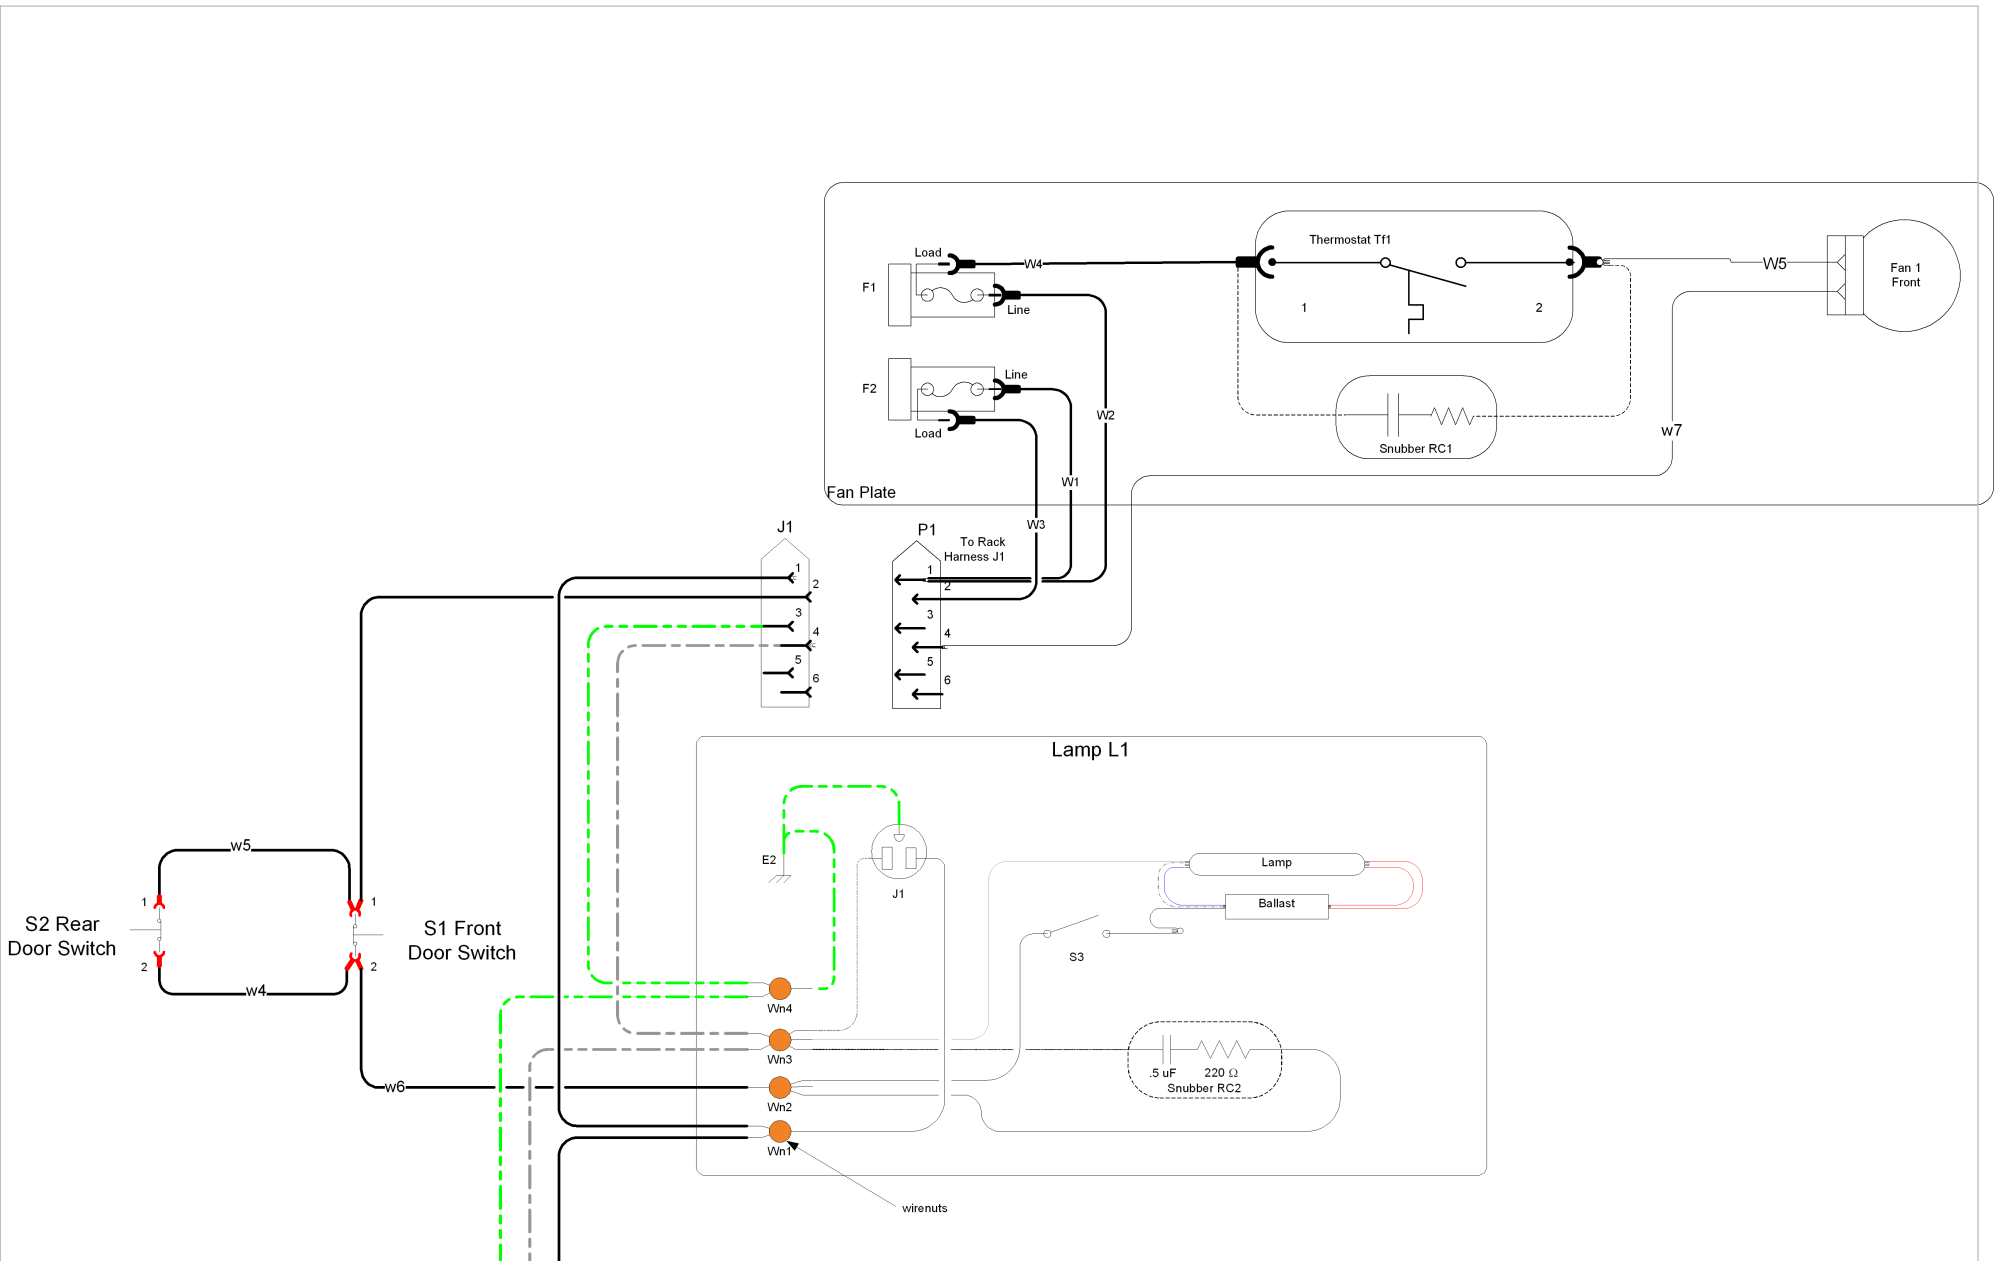 Load
W4
F1
Line
Thermostat Tf1
1
2
W5
Fan 1
Front
F2
Line
Load
W2
Snubber RC1
w7
W1
W3
Fan Plate
J1
1
2
3
4
5
6
P1
To Rack
Harness J1
1
2
3
4
5
6
Lamp L1
E2
J1
Lamp
Ballast
S3
w5
1
2
S2 Rear
Door Switch
w4
1
2
S1 Front
Door Switch
w6
Wn4
Wn3
Wn2
Wn1
.5 uF
220 Ω
Snubber RC2
wirenuts